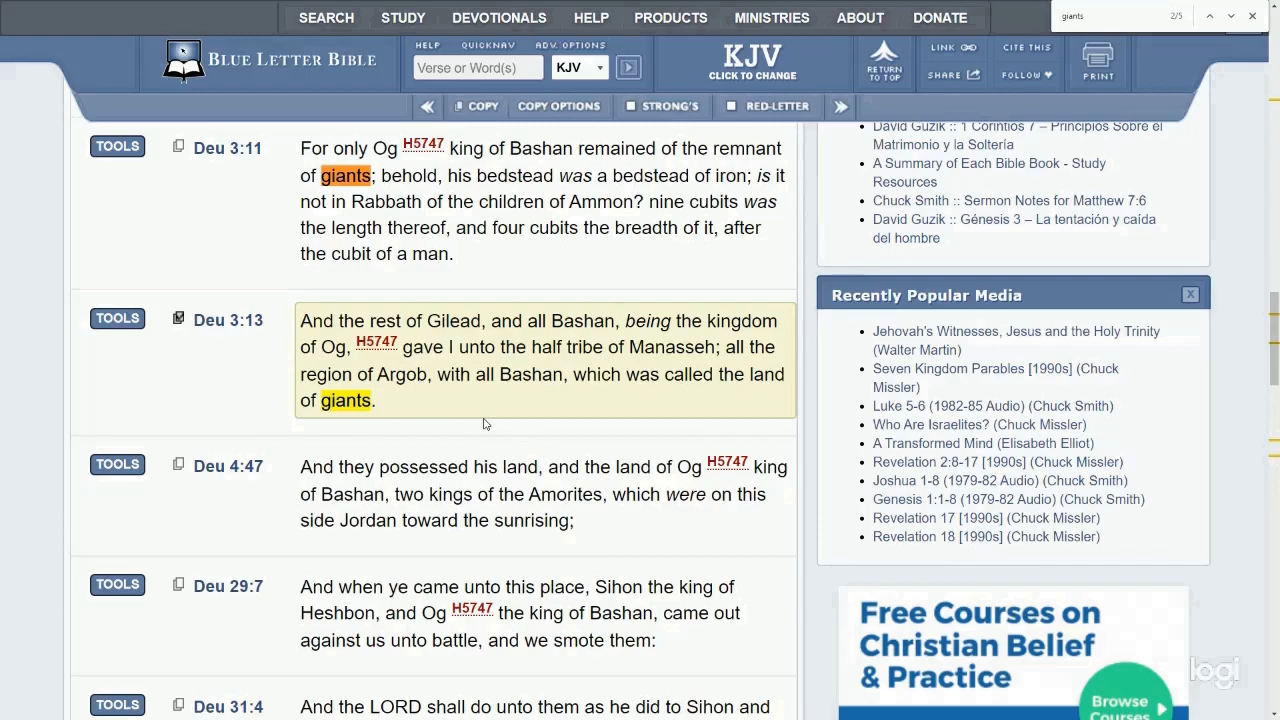 SEARCH STUDY DEVOTIONALS HELP PRODUCTS MINISTRIES ABOUT DONATE
giants 2/5
BLUE LETTER BIBLE
HELP QUICKNAV ADV. OPTIONS
Verse or Word(s) KJV
KJV
CLICK TO CHANGE
RETURN
TO TOP
LINK CITE THIS
SHARE FOLLOW
PRINT
COPY COPY OPTIONS STRONG'S RED-LETTER
TOOLS Deu 3:11
For only Og H5747 king of Bashan remained of the remnant
of giants; behold, his bedstead was a bedstead of iron; is it
not in Rabbath of the children of Ammon? nine cubits was
the length thereof, and four cubits the breadth of it, after
the cubit of a man.
TOOLS Deu 3:13
And the rest of Gilead, and all Bashan, being the kingdom
of Og, H5747 gave I unto the half tribe of Manasseh; all the
region of Argob, with all Bashan, which was called the land
of giants.
TOOLS Deu 4:47
And they possessed his land, and the land of Og H5747 king
of Bashan, two kings of the Amorites, which were on this
side Jordan toward the sunrising;
TOOLS Deu 29:7
And when ye came unto this place, Sihon the king of
Heshbon, and Og H5747 the king of Bashan, came out
against us unto battle, and we smote them:
TOOLS Deu 31:4
And the LORD shall do unto them as he did to Sihon and
David Guzik :: 1 Corintios 7 – Principios Sobre el
Matrimonio y la Soltería
A Summary of Each Bible Book - Study
Resources
Chuck Smith :: Sermon Notes for Matthew 7:6
David Guzik :: Génesis 3 – La tentación y caída
del hombre
Recently Popular Media X
Jehovah's Witnesses, Jesus and the Holy Trinity
(Walter Martin)
Seven Kingdom Parables [1990s] (Chuck
Missler)
Luke 5-6 (1982-85 Audio) (Chuck Smith)
Who Are Israelites? (Chuck Missler)
A Transformed Mind (Elisabeth Elliot)
Revelation 2:8-17 [1990s] (Chuck Missler)
Joshua 1-8 (1979-82 Audio) (Chuck Smith)
Genesis 1:1-8 (1979-82 Audio) (Chuck Smith)
Revelation 17 [1990s] (Chuck Missler)
Revelation 18 [1990s] (Chuck Missler)
Free Courses on
Christian Belief
& Practice
Browse
Courses
logi